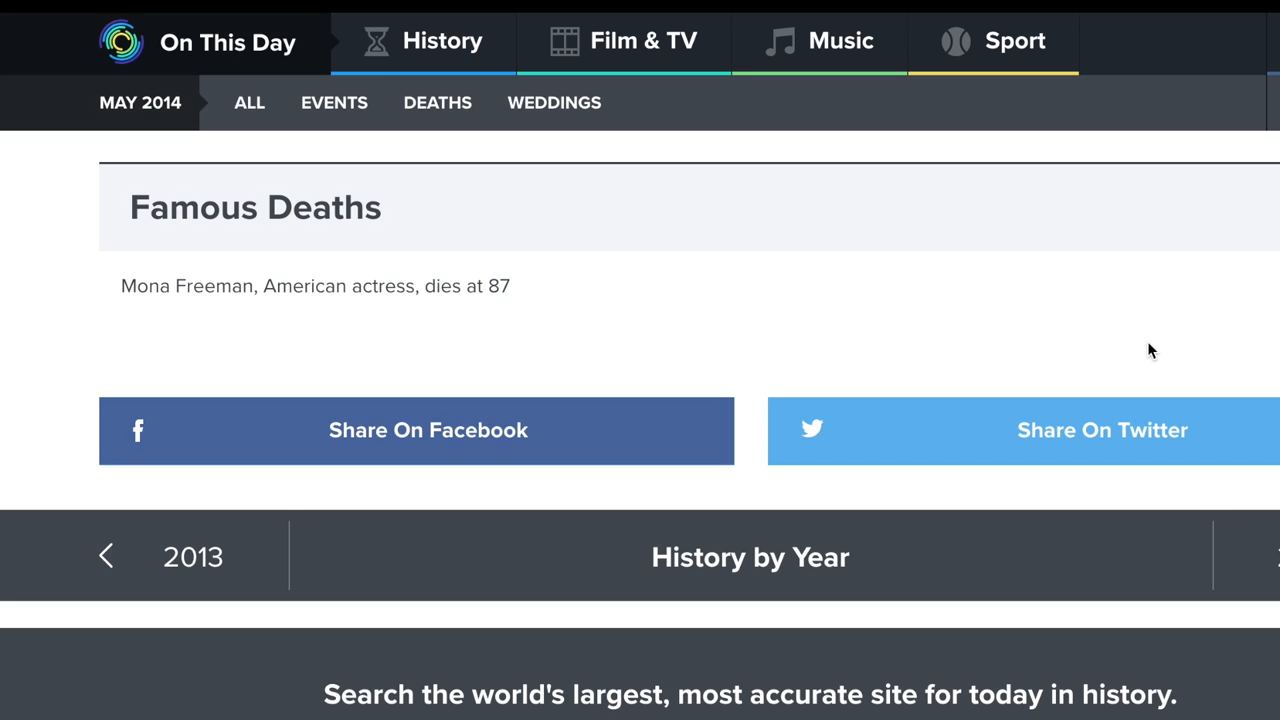 On This Day
History
Film & TV
Music
Sport
MAY 2014
ALL
EVENTS
DEATHS
WEDDINGS
Famous Deaths
Mona Freeman, American actress, dies at 87
Share On Facebook
Share On Twitter
2013
History by Year
Search the world's largest, most accurate site for today in history.